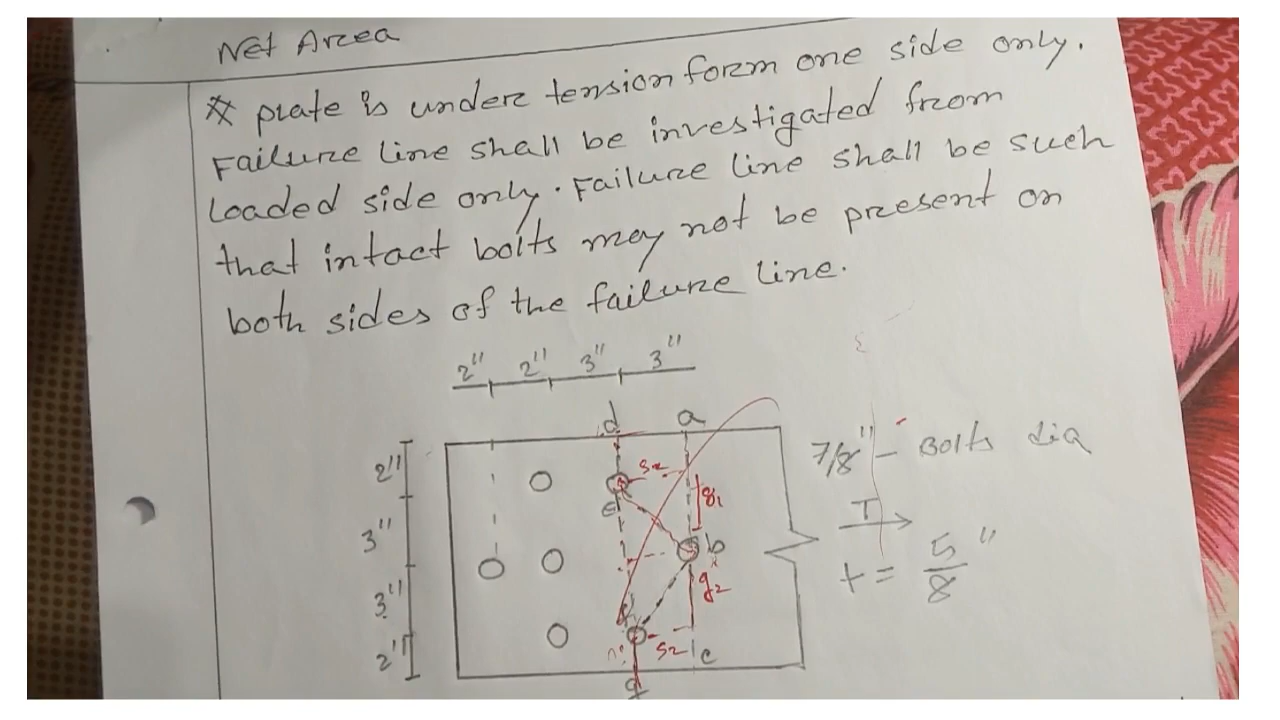 Net Area
* plate is under tension form one side only.
Failure line shall be investigated from
Loaded side only. Failure line shall be such
that intact bolts may not be present on
both sides of the failure line.
2" 2" 3" 3"
d a
2" 3" 3" 2"
7/8" - Bolts dia
T
t = 5/8"
e b
g1
g2
s2 c